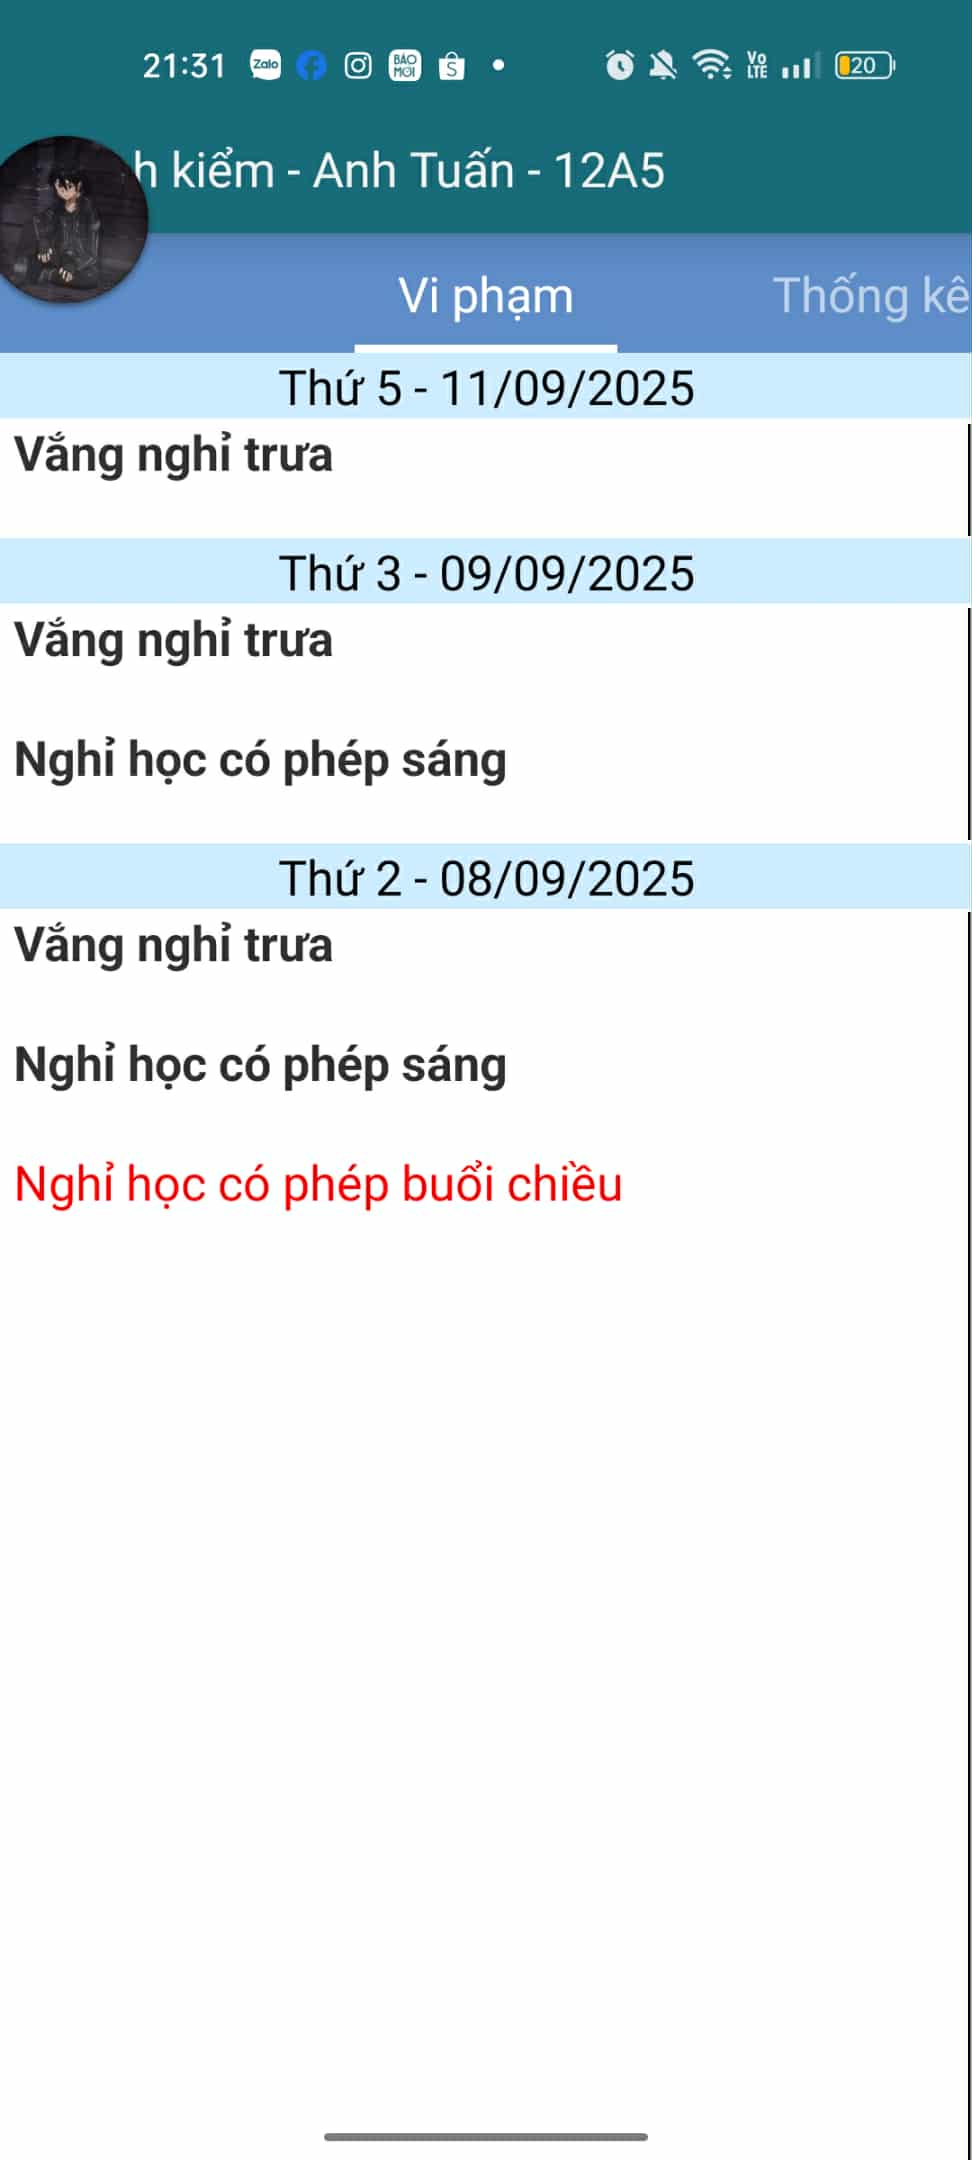 21:31 Zalo BÁO MỚI S Vo LTE 20
h kiểm - Anh Tuấn - 12A5
Vi phạm Thống kê
Thứ 5 - 11/09/2025
Vắng nghỉ trưa
Thứ 3 - 09/09/2025
Vắng nghỉ trưa
Nghỉ học có phép sáng
Thứ 2 - 08/09/2025
Vắng nghỉ trưa
Nghỉ học có phép sáng
Nghỉ học có phép buổi chiều